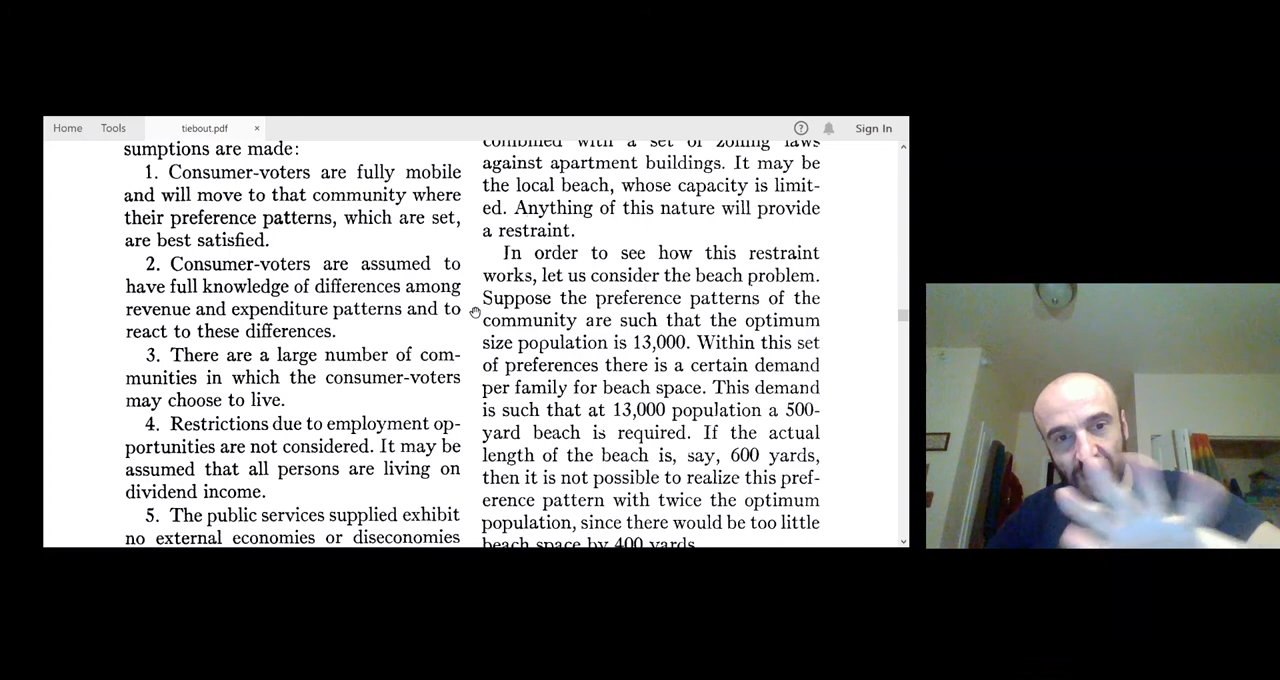 Home Tools tiebout.pdf × ? Sign In
sumptions are made:
1. Consumer-voters are fully mobile
and will move to that community where
their preference patterns, which are set,
are best satisfied.
2. Consumer-voters are assumed to
have full knowledge of differences among
revenue and expenditure patterns and to
react to these differences.
3. There are a large number of com-
munities in which the consumer-voters
may choose to live.
4. Restrictions due to employment op-
portunities are not considered. It may be
assumed that all persons are living on
dividend income.
5. The public services supplied exhibit
no external economies or diseconomies
combined with a set of zoning laws
against apartment buildings. It may be
the local beach, whose capacity is limit-
ed. Anything of this nature will provide
a restraint.
In order to see how this restraint
works, let us consider the beach problem.
Suppose the preference patterns of the
community are such that the optimum
size population is 13,000. Within this set
of preferences there is a certain demand
per family for beach space. This demand
is such that at 13,000 population a 500-
yard beach is required. If the actual
length of the beach is, say, 600 yards,
then it is not possible to realize this pref-
erence pattern with twice the optimum
population, since there would be too little
beach space by 400 yards.